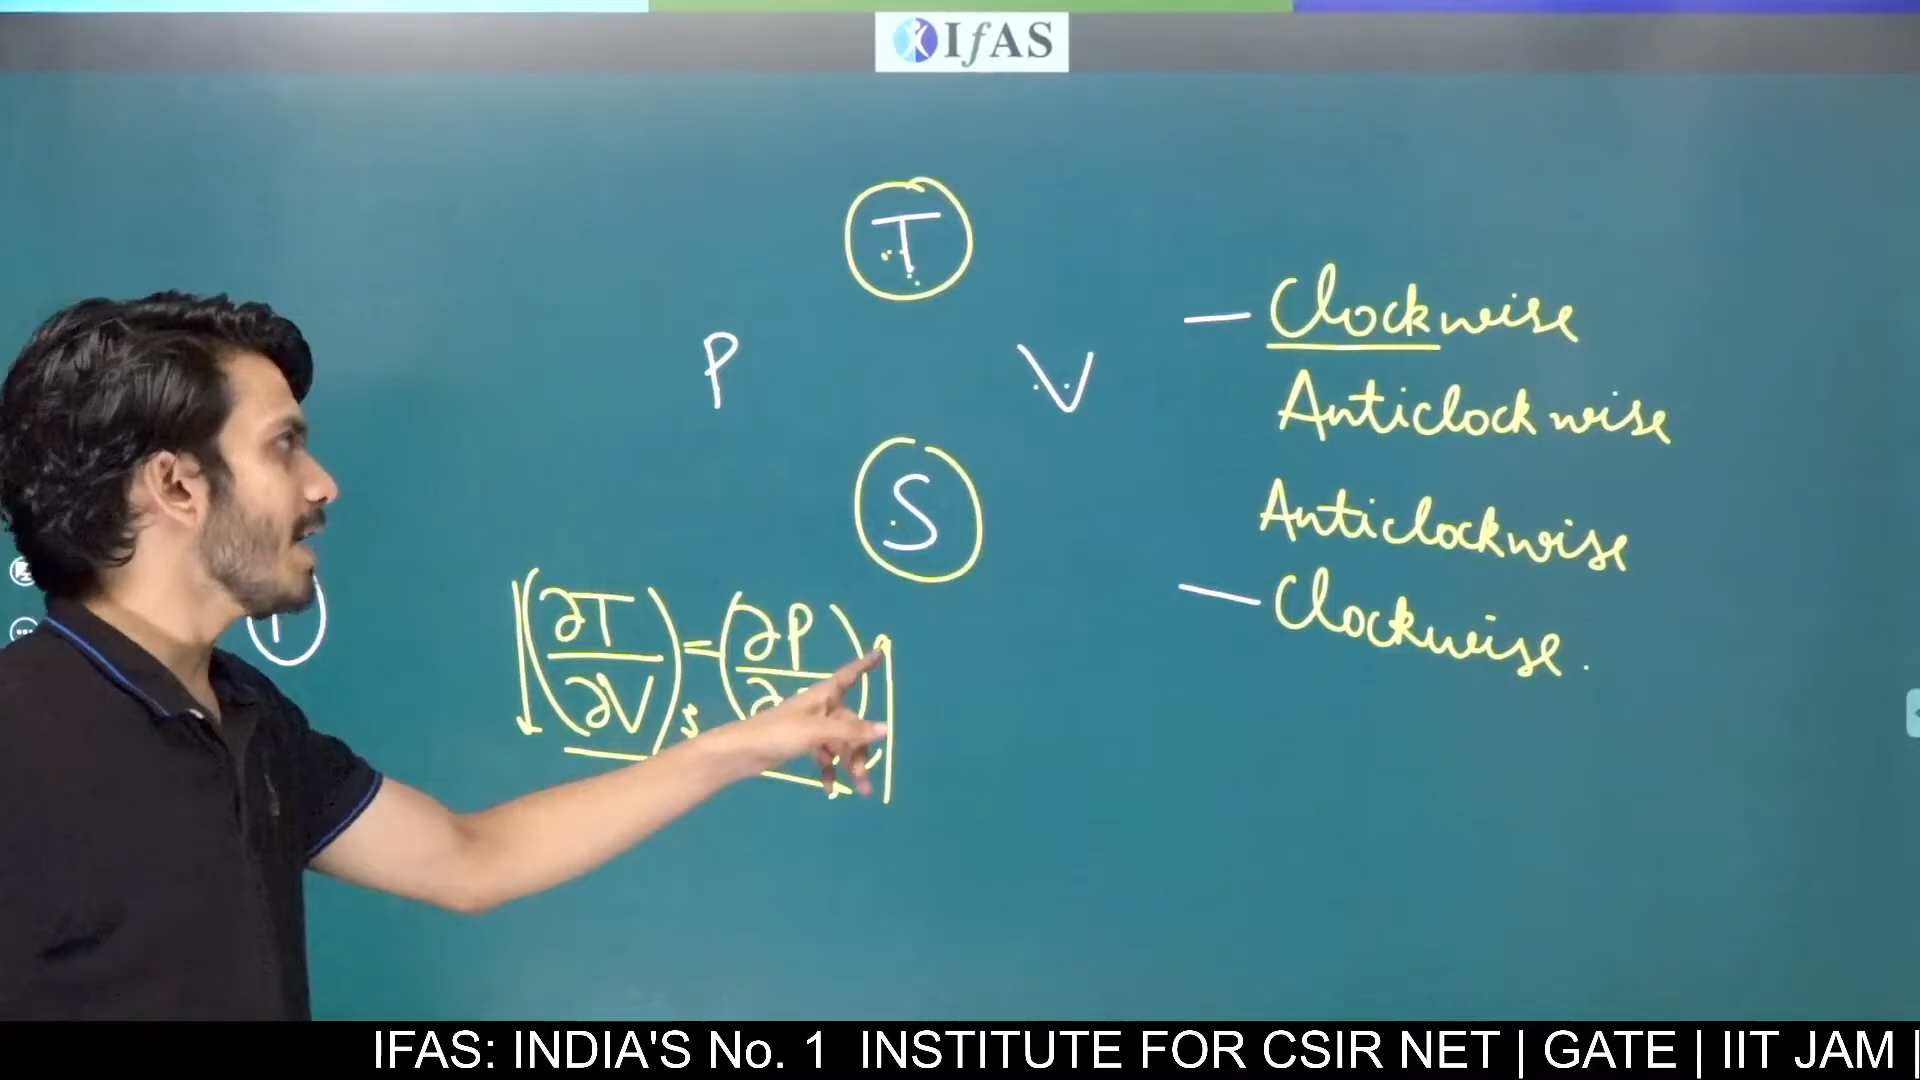 IfAS
T
P V
S
Clockwise
Anticlockwise
Anticlockwise
Clockwise.
(∂T/∂V)s = (∂P/∂
IFAS: INDIA'S No. 1 INSTITUTE FOR CSIR NET | GATE | IIT JAM |